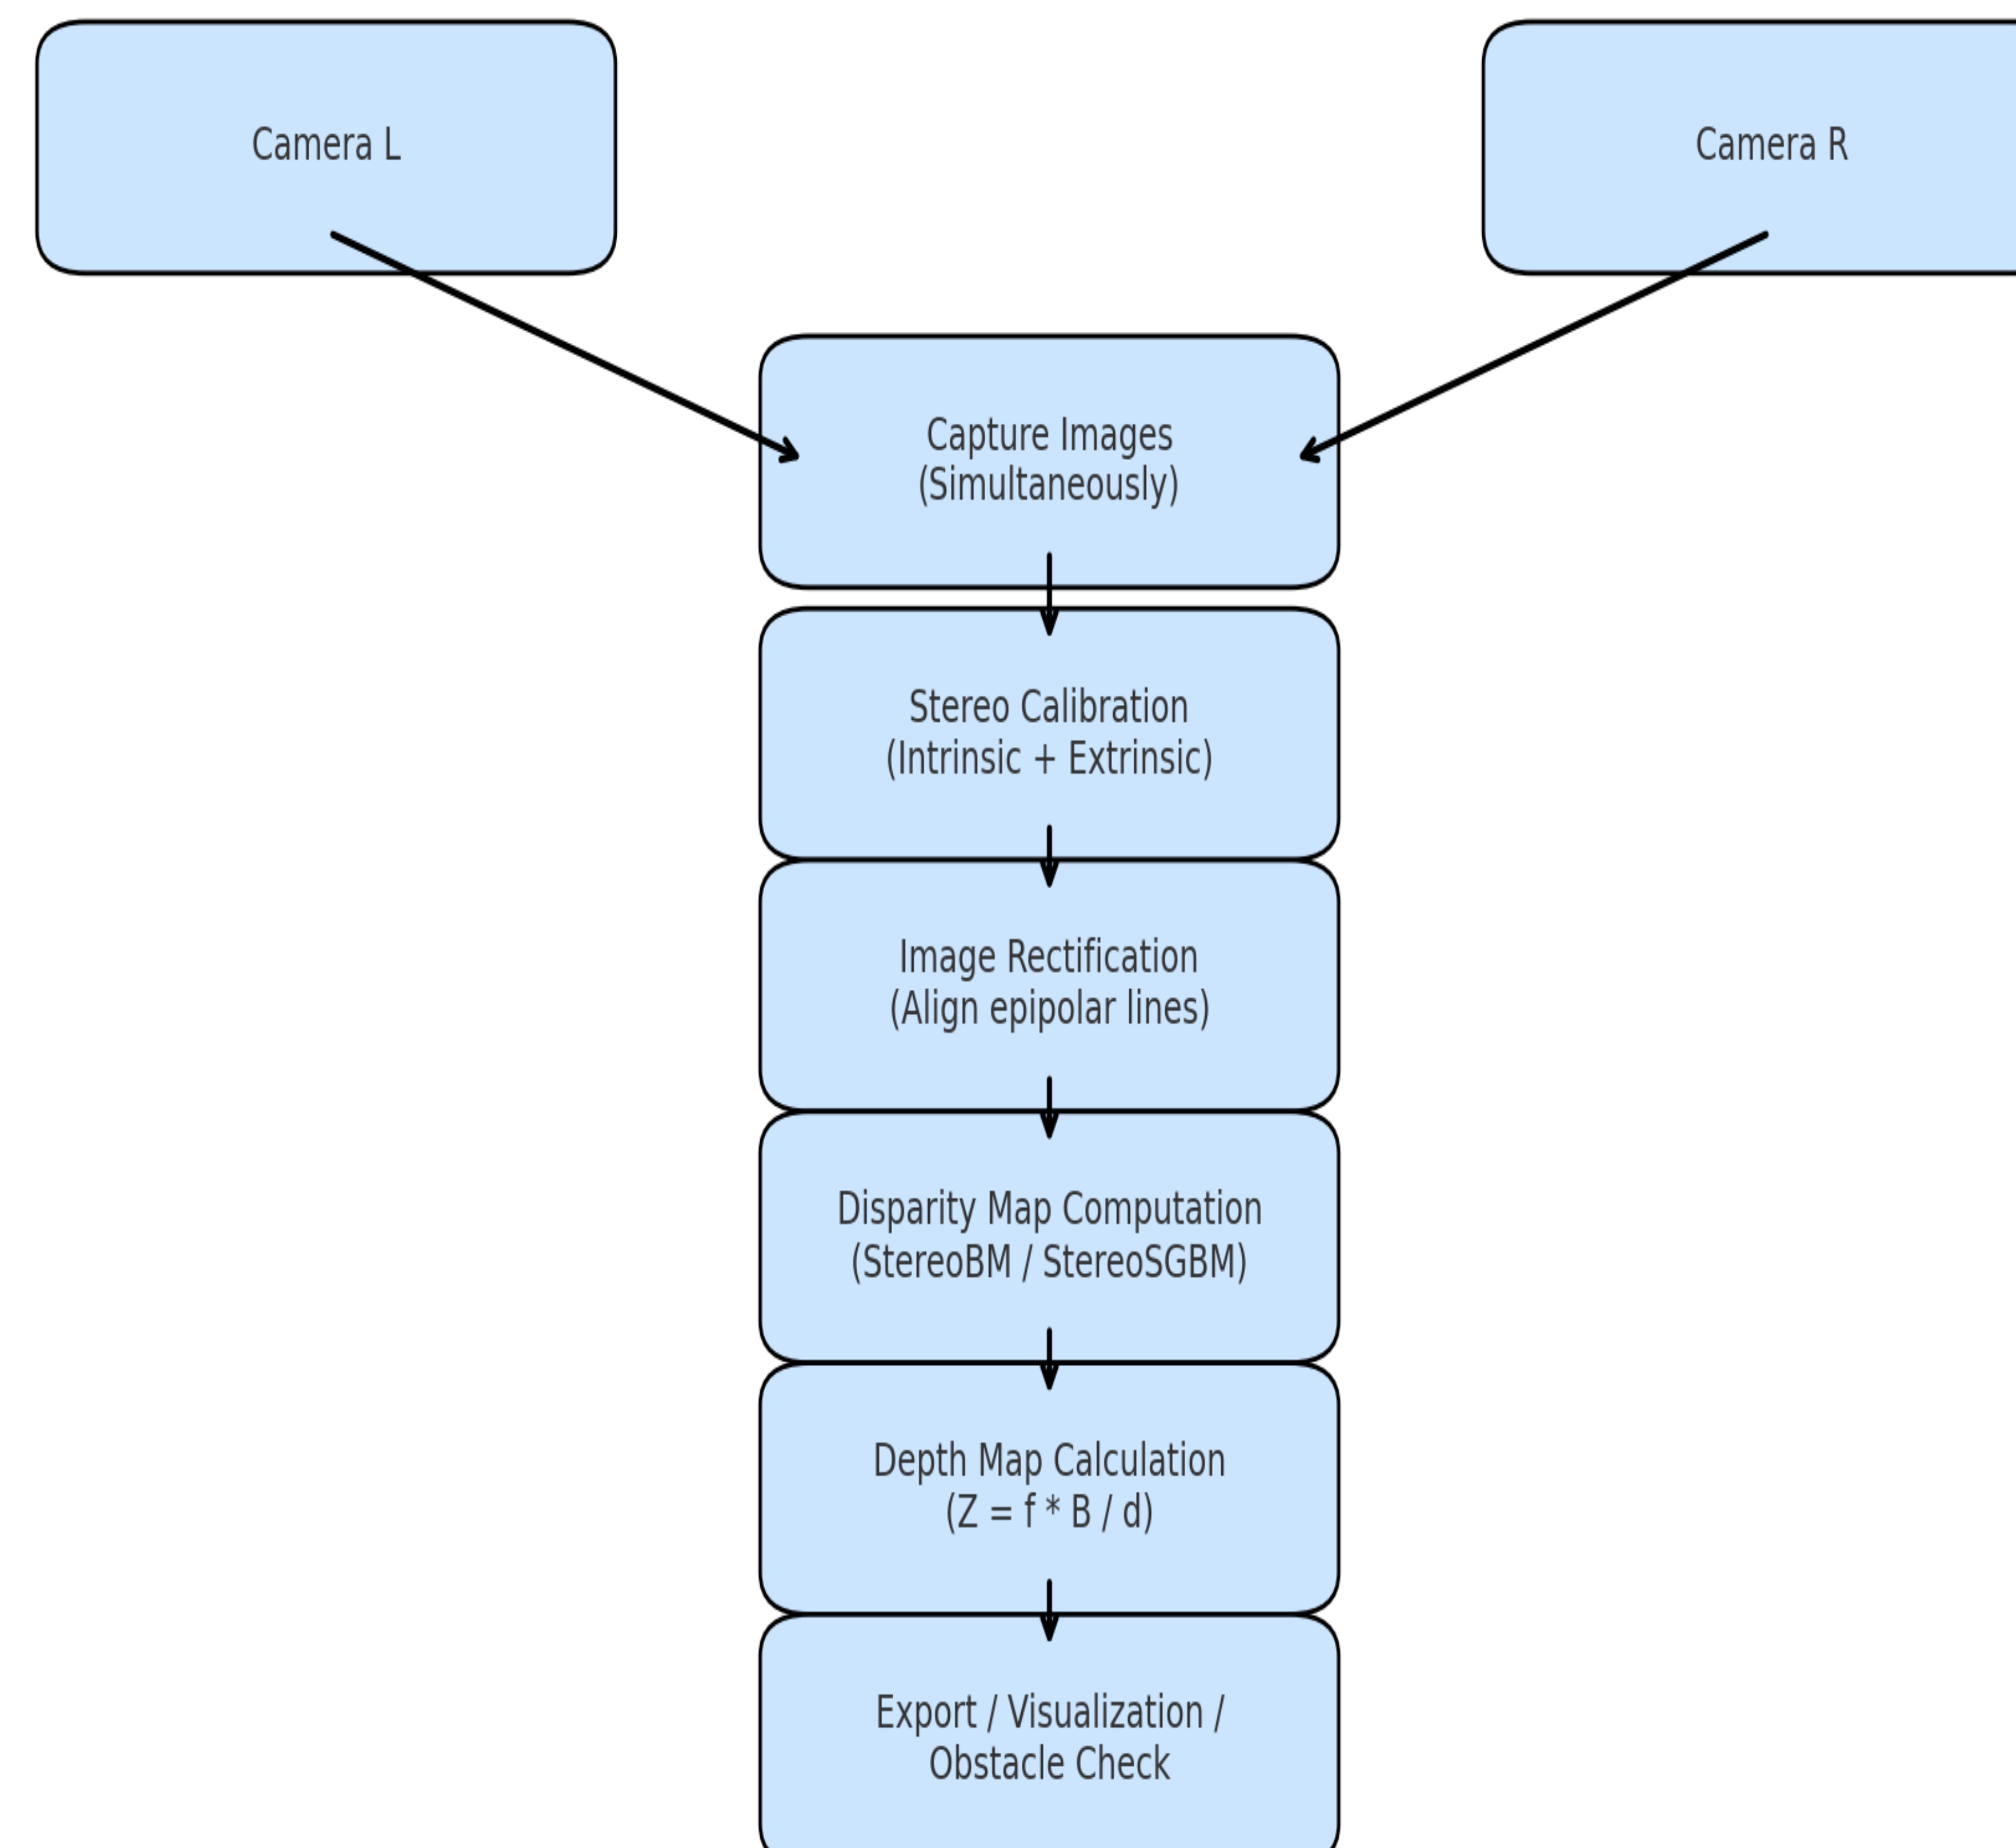 Camera L
Camera R
Capture Images
(Simultaneously)
Stereo Calibration
(Intrinsic + Extrinsic)
Image Rectification
(Align epipolar lines)
Disparity Map Computation
(StereoBM / StereoSGBM)
Depth Map Calculation
(Z = f * B / d)
Export / Visualization /
Obstacle Check